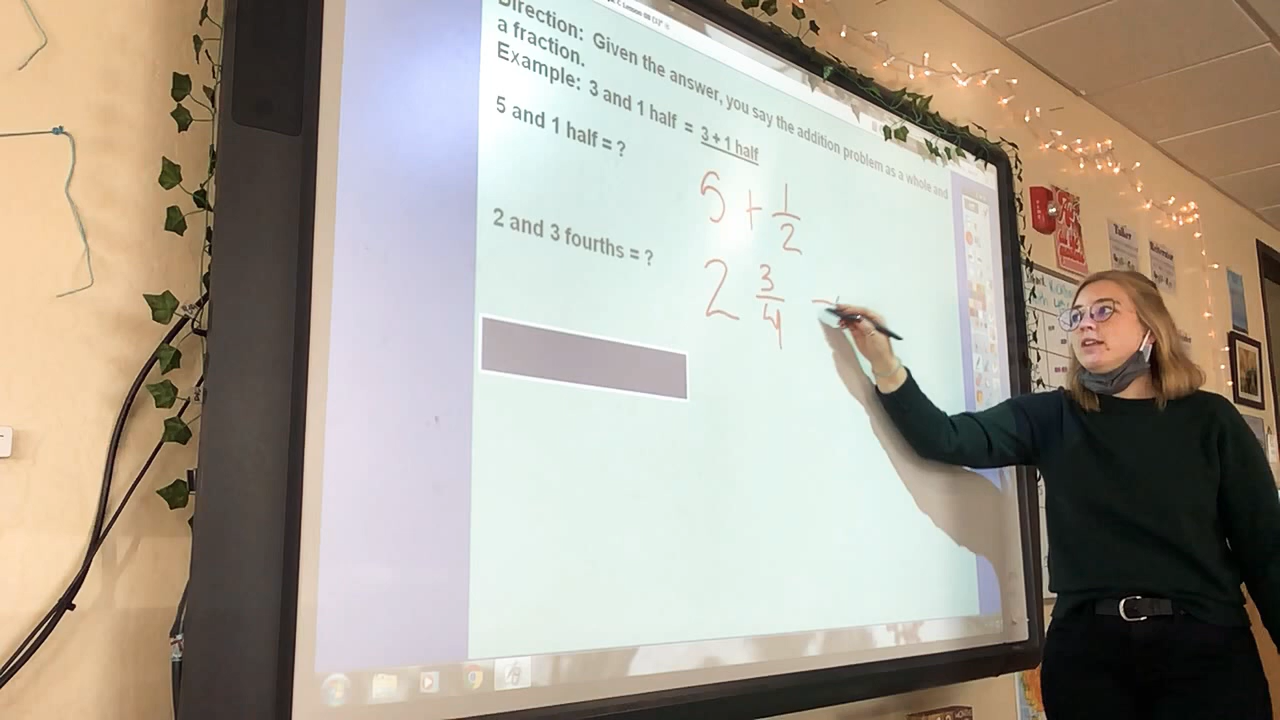 Direction: Given the answer, you say the addition problem as a whole and
a fraction.
Example: 3 and 1 half = 3 + 1 half
5 and 1 half = ?
5 + 1/2
2 and 3 fourths = ?
2 3/4